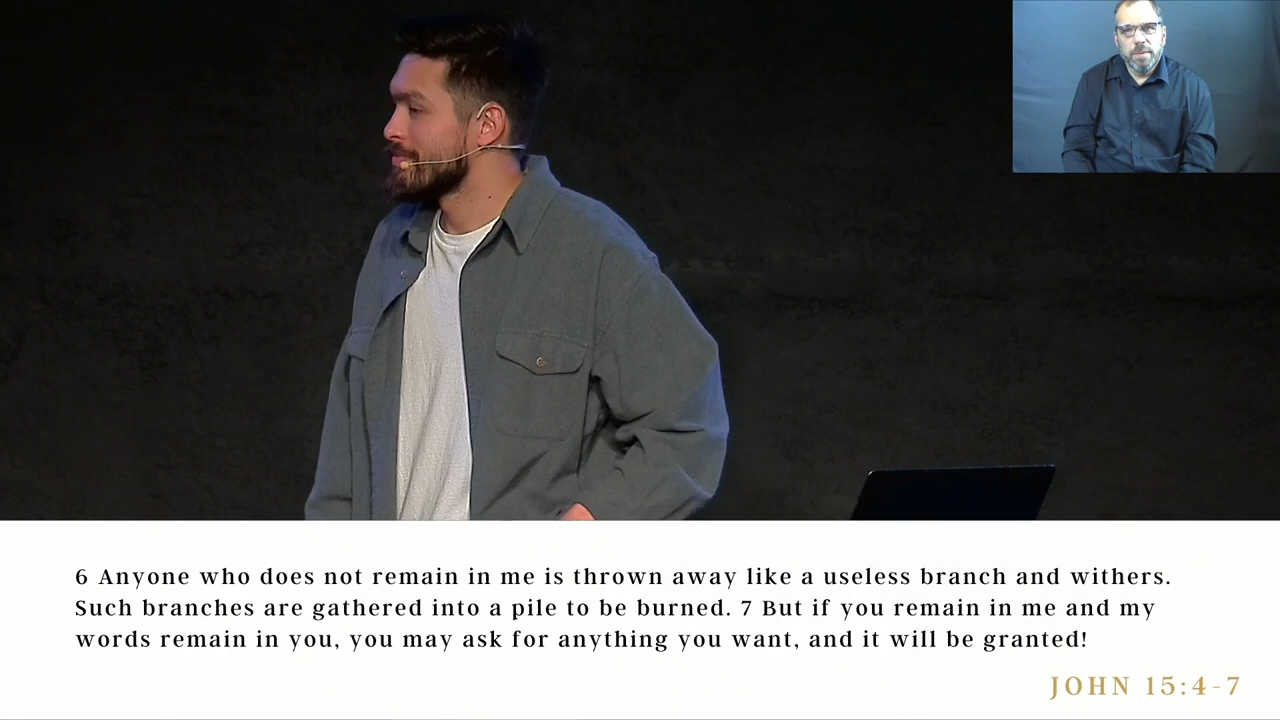 6 Anyone who does not remain in me is thrown away like a useless branch and withers.
Such branches are gathered into a pile to be burned. 7 But if you remain in me and my
words remain in you, you may ask for anything you want, and it will be granted!
JOHN 15:4-7